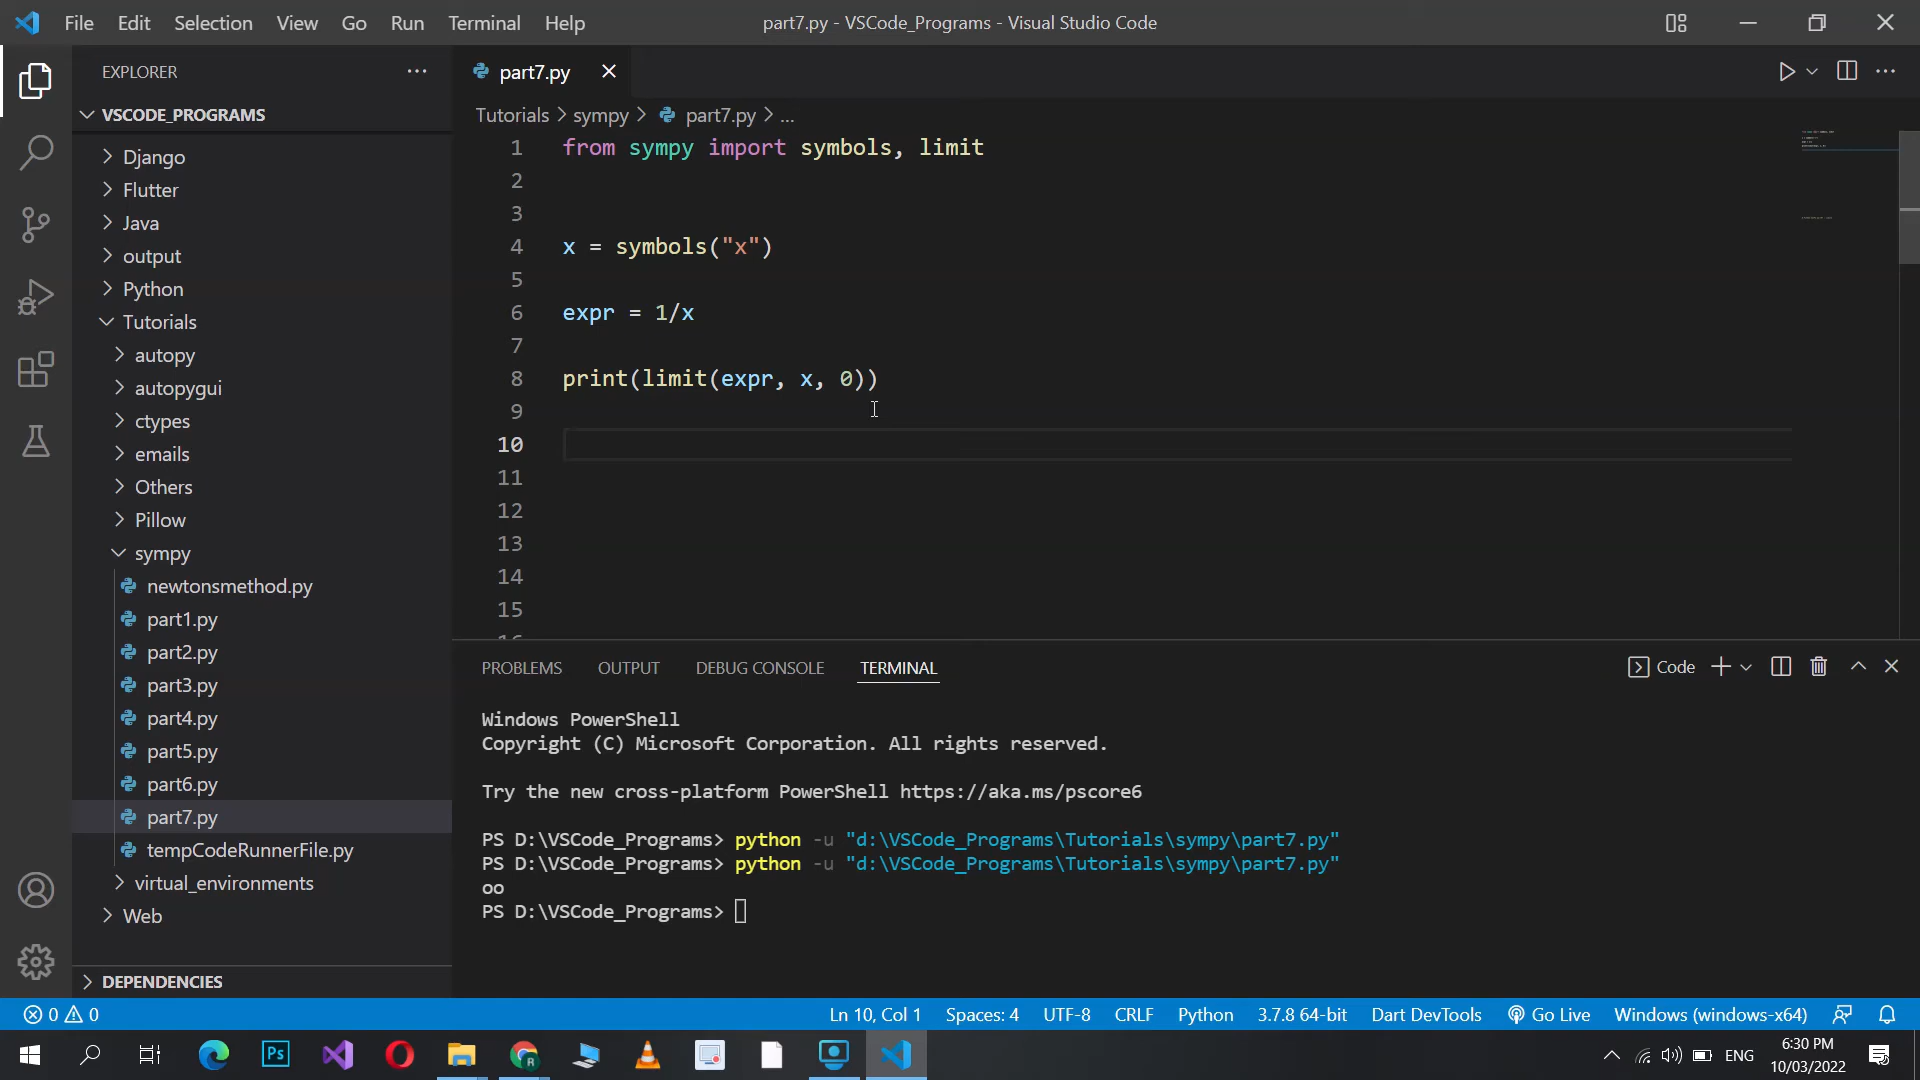 File Edit Selection View Go Run Terminal Help
part7.py - VSCode_Programs - Visual Studio Code
EXPLORER
VSCODE_PROGRAMS
Django
Flutter
Java
output
Python
Tutorials
autopy
autopygui
ctypes
emails
Others
Pillow
sympy
newtonsmethod.py
part1.py
part2.py
part3.py
part4.py
part5.py
part6.py
part7.py
tempCodeRunnerFile.py
virtual_environments
Web
DEPENDENCIES
part7.py
Tutorials > sympy > part7.py > ...
1 from sympy import symbols, limit
2
3
4 x = symbols("x")
5
6 expr = 1/x
7
8 print(limit(expr, x, 0))
9
10
11
12
13
14
15
16
PROBLEMS OUTPUT DEBUG CONSOLE TERMINAL
Code
Windows PowerShell
Copyright (C) Microsoft Corporation. All rights reserved.
Try the new cross-platform PowerShell https://aka.ms/pscore6
PS D:\VSCode_Programs> python -u "d:\VSCode_Programs\Tutorials\sympy\part7.py"
PS D:\VSCode_Programs> python -u "d:\VSCode_Programs\Tutorials\sympy\part7.py"
oo
PS D:\VSCode_Programs>
0 0
Ln 10, Col 1 Spaces: 4 UTF-8 CRLF Python 3.7.8 64-bit Dart DevTools Go Live Windows (windows-x64)
Ps
R
ENG
6:30 PM
10/03/2022